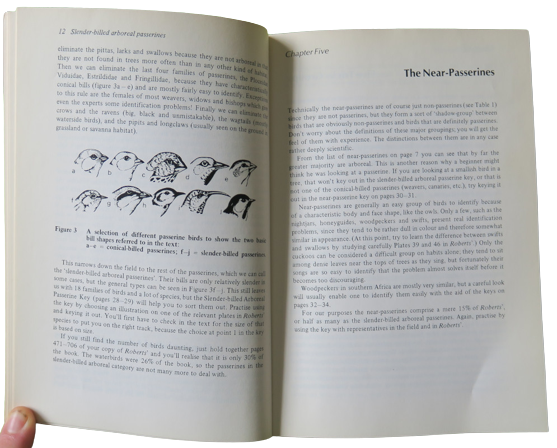 12 Slender-billed arboreal passerines
eliminate the pittas, larks and swallows because they are not arboreal in
they are not found in trees more often than in any other kind of habitat.
Then we can eliminate the last four families of passerines, the Ploceidae,
Viduidae, Estrildidae and Fringillidae, because they have characteristic
conical bills (figure 3a–e) and are mostly fairly easy to identify. Exceptions
to this rule are the females of most weavers, widows and bishops which
even the experts some identification problems! Finally we can eliminate the
crows and the ravens (big, black and unmistakable), the wagtails
waterside birds) and the pipits and longclaws (usually seen on the ground in
grassland or savanna habitat).
a b d
Figure 3 A selection of different passerine birds to show the two
bill shapes referred to in the text:
a–e = conical-billed passerines; f–j = slender-billed passerines
This narrows down the field to the rest of the passerines, which we can call
the 'slender-billed arboreal passerines'. Their bills are only relatively slender in
some cases, but the general types can be seen in figure 3f–j. This still leaves
us with 18 families of birds and a lot of species, but the Slender-billed Arboreal
Passerine Key (pages 28–29) will help you to sort them out. Practise using
the key by choosing an illustration on one of the relevant plates in Roberts'
and keying it out. You'll first have to check in the text for the size of that
species to put you on the right track, because the choice at point 1 in the key
is based on size.
If you still find the number of birds daunting, just hold together pages
471–706 of your copy of Roberts' and you'll realise that it is only 30% of
the book. The waterbirds were 26% of the book, so the passerines in the
slender-billed arboreal category are not many more to deal with.
Chapter Five
The Near-Passerines
Technically the near-passerines are of course just non-passerines (see Table 1)
since they are not passerines, but they form a sort of 'shadow-group' between
birds that are obviously non-passerines and birds that are definitely passerines.
Don't worry about the definitions of these major groupings; you will get the
feel of them with experience. The distinctions between them are in any case
rather deeply scientific.
From the list of near-passerines on page 7 you can see that by far the
greater majority are arboreal. This is another reason why a beginner might
think he was looking at a passerine. If you are looking at a smallish bird in a
tree, that won't key out in the slender-billed arboreal passerine key, or that is
not one of the conical-billed passerines (weavers, canaries, etc.), try keying it
out in the near-passerine key on pages 30–31.
Near-passerines are generally an easy group of birds to identify because
of a characteristic body and face shape, like the owls. Only a few, such as the
nightjars, honeyguides, woodpeckers and swifts, present real identification
problems, since they tend to be rather dull in colour and therefore somewhat
similar in appearance. (At this point, try to learn the difference between swifts
and swallows by studying carefully Plates 39 and 46 in Roberts'.) Only the
cuckoos can be considered a difficult group on habits alone; they tend to sit
among dense leaves near the tops of trees as they sing, but fortunately their
songs are so easy to identify that the problem almost solves itself before it
becomes too discouraging.
Woodpeckers in southern Africa are mostly very similar, but a careful look
will usually enable one to identify them easily with the aid of the keys on
pages 32–34.
For our purposes the near-passerines comprise a mere 15% of Roberts',
or half as many as the slender-billed arboreal passerines. Again, practise by
using the key with representatives in the field and in Roberts'.